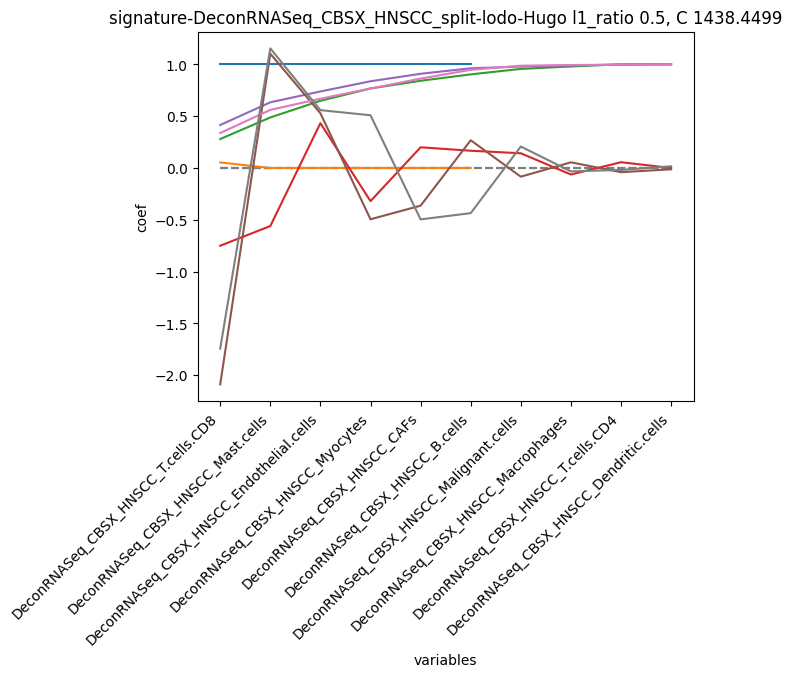 signature-DeconRNASeq_CBSX_HNSCC_split-lodo-Hugo l1_ratio 0.5, C 1438.4499
coef
1.0
0.5
0.0
−0.5
−1.0
−1.5
−2.0
DeconRNASeq_CBSX_HNSCC_T.cells.CD8
DeconRNASeq_CBSX_HNSCC_Mast.cells
DeconRNASeq_CBSX_HNSCC_Endothelial.cells
DeconRNASeq_CBSX_HNSCC_Myocytes
DeconRNASeq_CBSX_HNSCC_CAFs
DeconRNASeq_CBSX_HNSCC_B.cells
DeconRNASeq_CBSX_HNSCC_Malignant.cells
DeconRNASeq_CBSX_HNSCC_Macrophages
DeconRNASeq_CBSX_HNSCC_T.cells.CD4
DeconRNASeq_CBSX_HNSCC_Dendritic.cells
variables